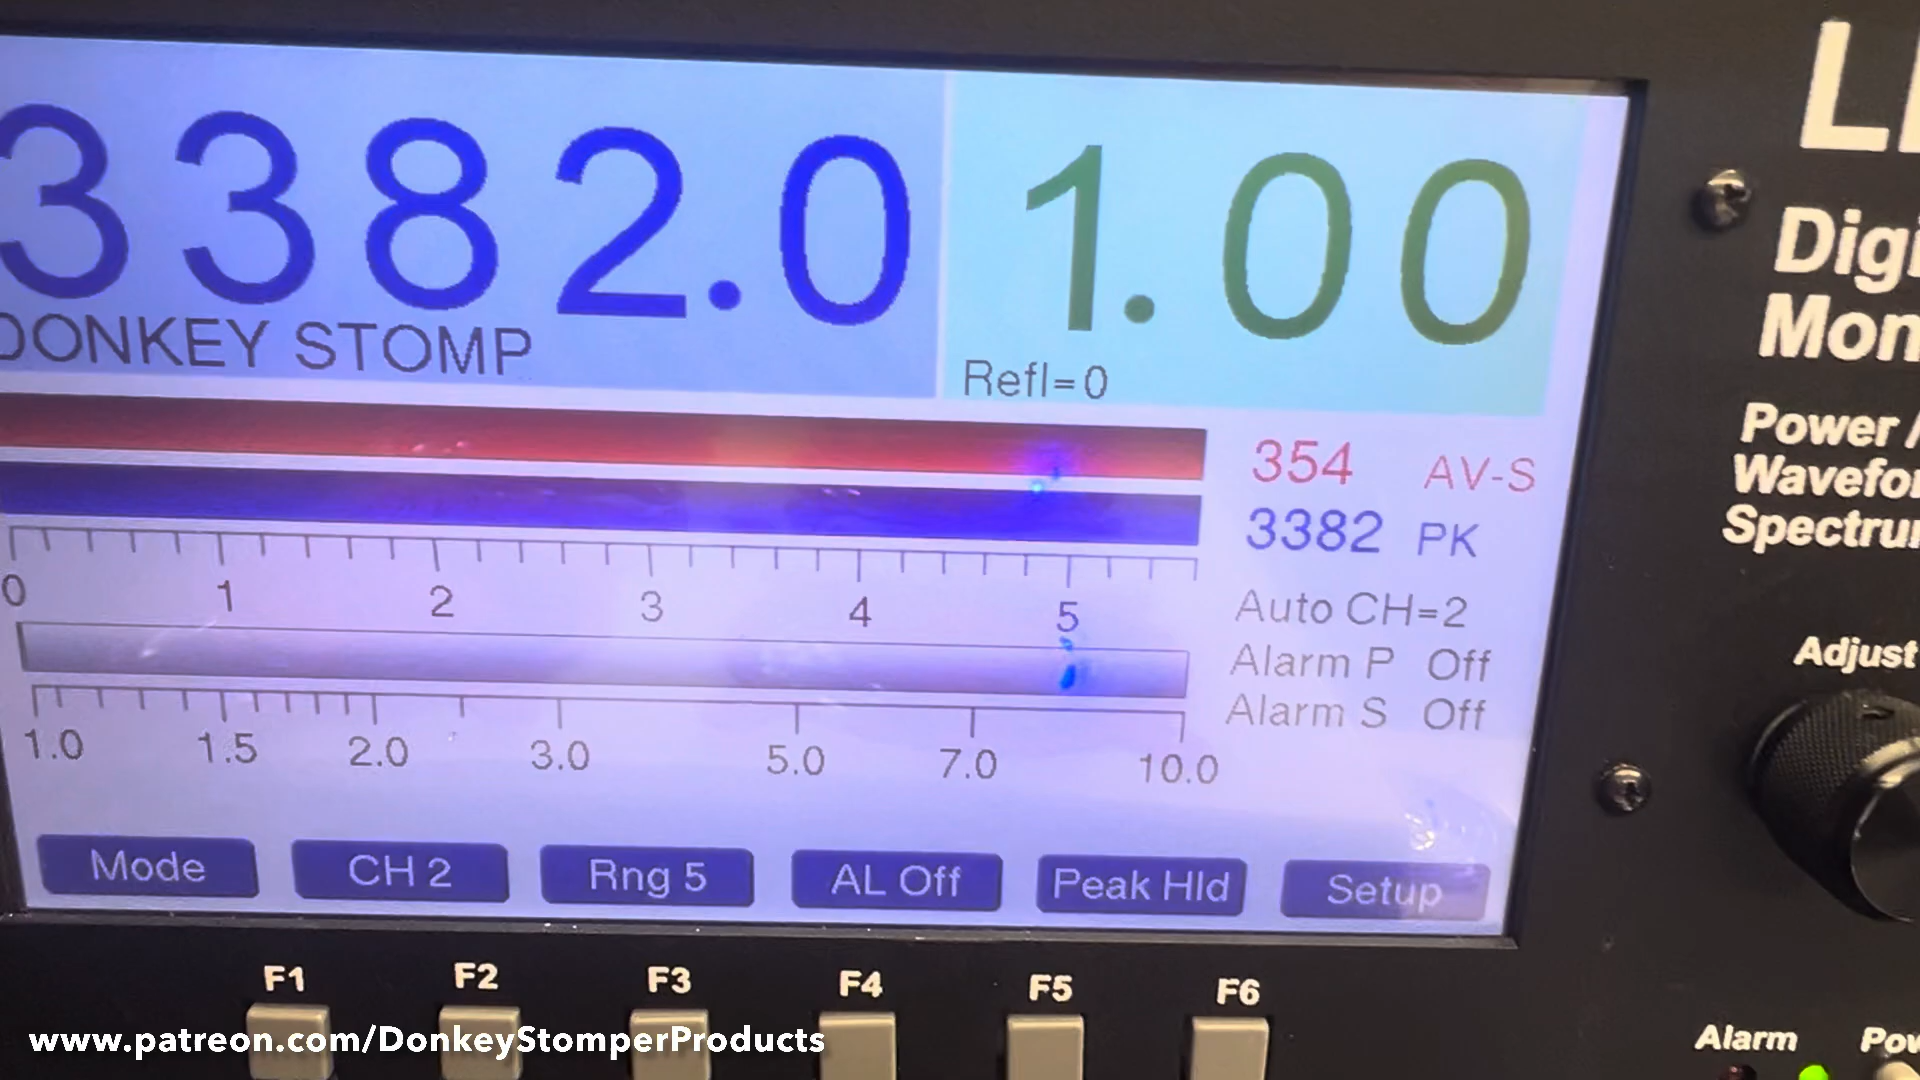 3382.0 1.00
DONKEY STOMP
Refl=0
354 AV-S
3382 PK
0 1 2 3 4 5
Auto CH=2
Alarm P Off
Alarm S Off
1.0 1.5 2.0 3.0 5.0 7.0 10.0
Mode CH 2 Rng 5 AL Off Peak Hld Setup
F1 F2 F3 F4 F5 F6
Digi
Mon
Power /
Wavefo
Spectru
Adjust
Alarm Pow
www.patreon.com/DonkeyStomperProducts